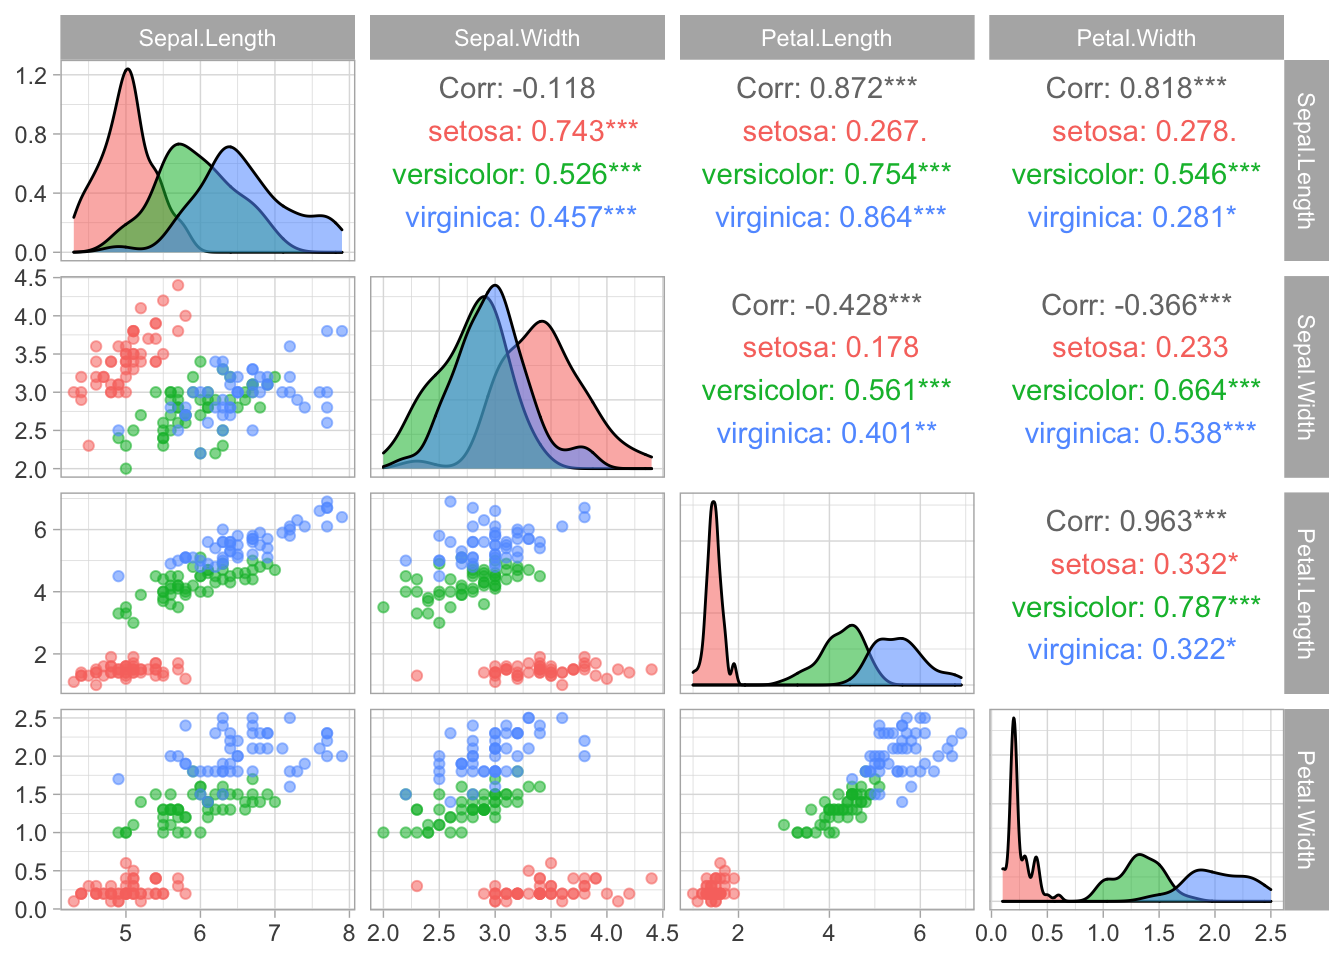 Sepal.Length
Sepal.Width
Petal.Length
Petal.Width
1.2
0.8
0.4
0.0
Corr: -0.118
setosa: 0.743***
versicolor: 0.526***
virginica: 0.457***
Corr: 0.872***
setosa: 0.267.
versicolor: 0.754***
virginica: 0.864***
Corr: 0.818***
setosa: 0.278.
versicolor: 0.546***
virginica: 0.281*
Sepal.Length
4.5
4.0
3.5
3.0
2.5
2.0
Corr: -0.428***
setosa: 0.178
versicolor: 0.561***
virginica: 0.401**
Corr: -0.366***
setosa: 0.233
versicolor: 0.664***
virginica: 0.538***
Sepal.Width
6
4
2
Corr: 0.963***
setosa: 0.332*
versicolor: 0.787***
virginica: 0.322*
Petal.Length
2.5
2.0
1.5
1.0
0.5
0.0
Petal.Width
5 6 7 8
2.0 2.5 3.0 3.5 4.0 4.5
2 4 6
0.0 0.5 1.0 1.5 2.0 2.5